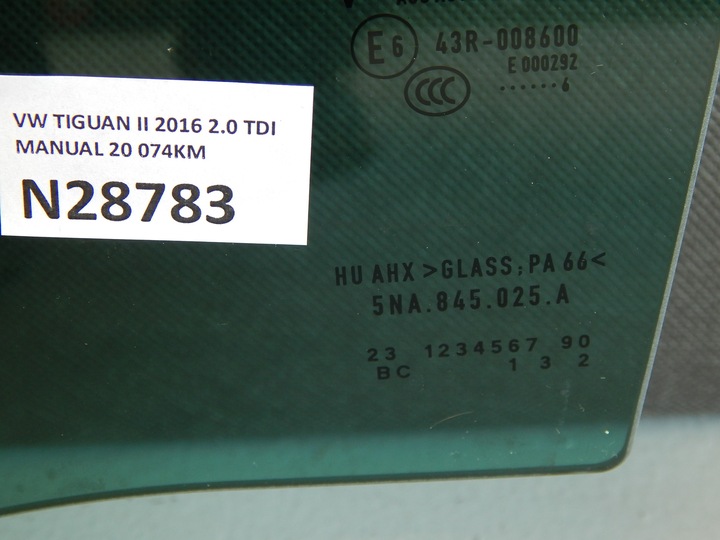 E6 43R-008600
E 000292
CCC ······6
VW TIGUAN II 2016 2.0 TDI
MANUAL 20 074KM
N28783
HU AHX >GLASS;PA 66<
5NA.845.025.A
23 1234567 90
BC 1 3 2